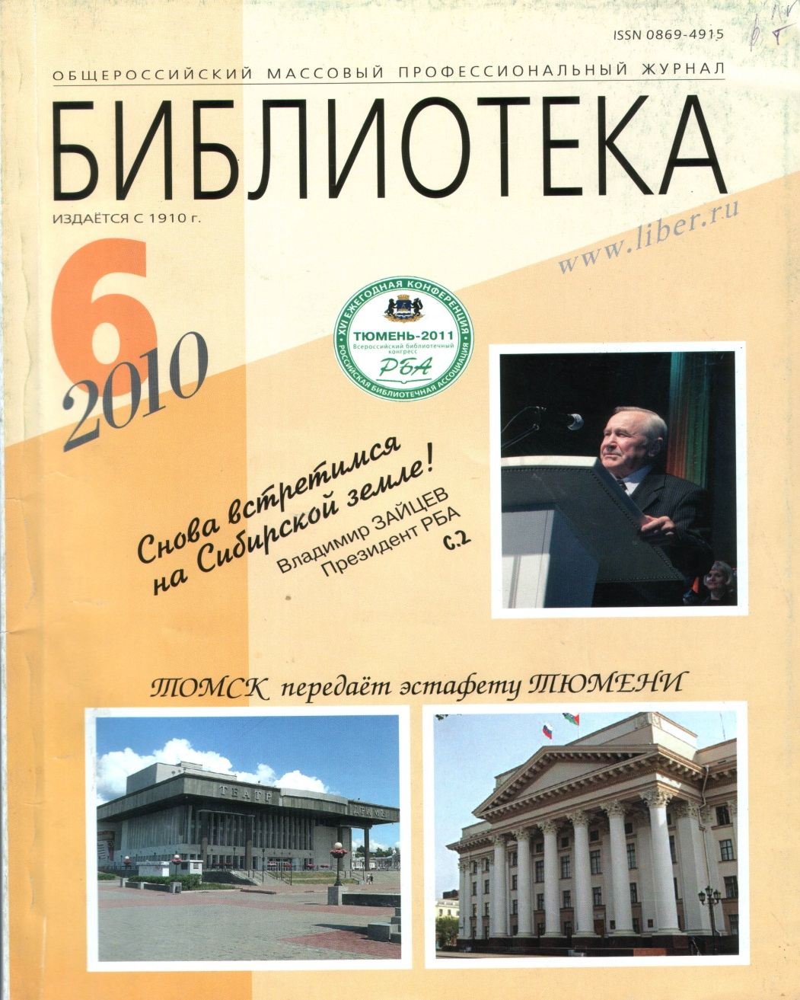 ISSN 0869-4915
ОБЩЕРОССИЙСКИЙ МАССОВЫЙ ПРОФЕССИОНАЛЬНЫЙ ЖУРНАЛ
БИБЛИОТЕКА
ИЗДАЁТСЯ С 1910 г.
www.liber.ru
6
2010
• XVI ЕЖЕГОДНАЯ КОНФЕРЕНЦИЯ •
ТЮМЕНЬ-2011
Всероссийский библиотечный
конгресс
РБА
РОССИЙСКАЯ БИБЛИОТЕЧНАЯ АССОЦИАЦИЯ
Снова встретимся
на Сибирской земле!
Владимир ЗАЙЦЕВ
Президент РБА
с.2
ТОМСК передаёт эстафету ТЮМЕНИ
ТЕАТР
ДРАМЫ